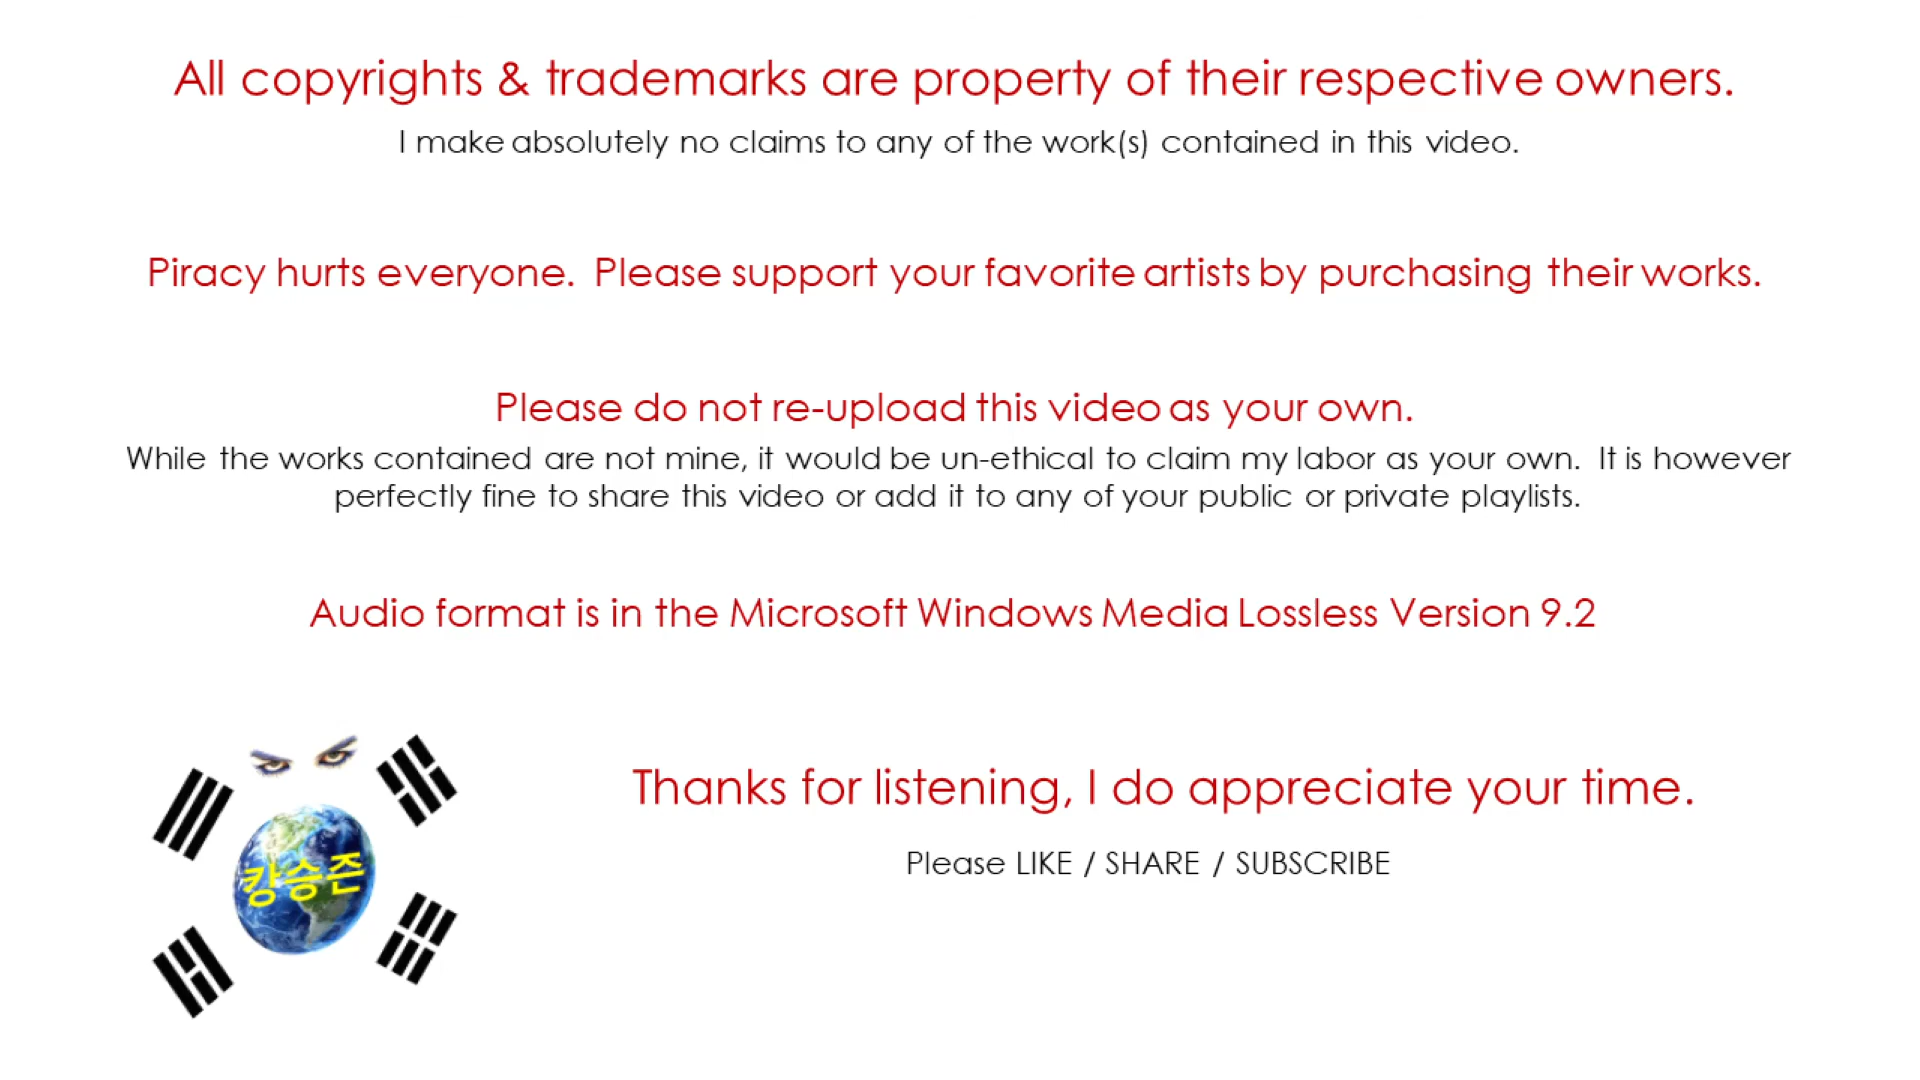 All copyrights & trademarks are property of their respective owners.
I make absolutely no claims to any of the work(s) contained in this video.
Piracy hurts everyone.  Please support your favorite artists by purchasing their works.
Please do not re-upload this video as your own.
While the works contained are not mine, it would be un-ethical to claim my labor as your own.  It is however
perfectly fine to share this video or add it to any of your public or private playlists.
Audio format is in the Microsoft Windows Media Lossless Version 9.2
Thanks for listening, I do appreciate your time.
Please LIKE / SHARE / SUBSCRIBE
캉승즌